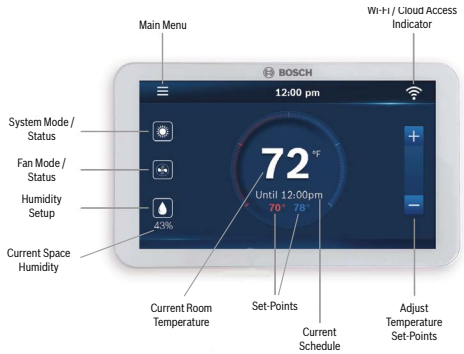 Wi-Fi / Cloud Access
Indicator
Main Menu
BOSCH
12:00 pm
System Mode /
Status
Fan Mode /
Status
Humidity
Setup
Current Space
Humidity
72 °F
Until 12:00pm
70° 78°
43%
+
−
Current Room
Temperature
Set-Points
Current
Schedule
Adjust
Temperature
Set-Points